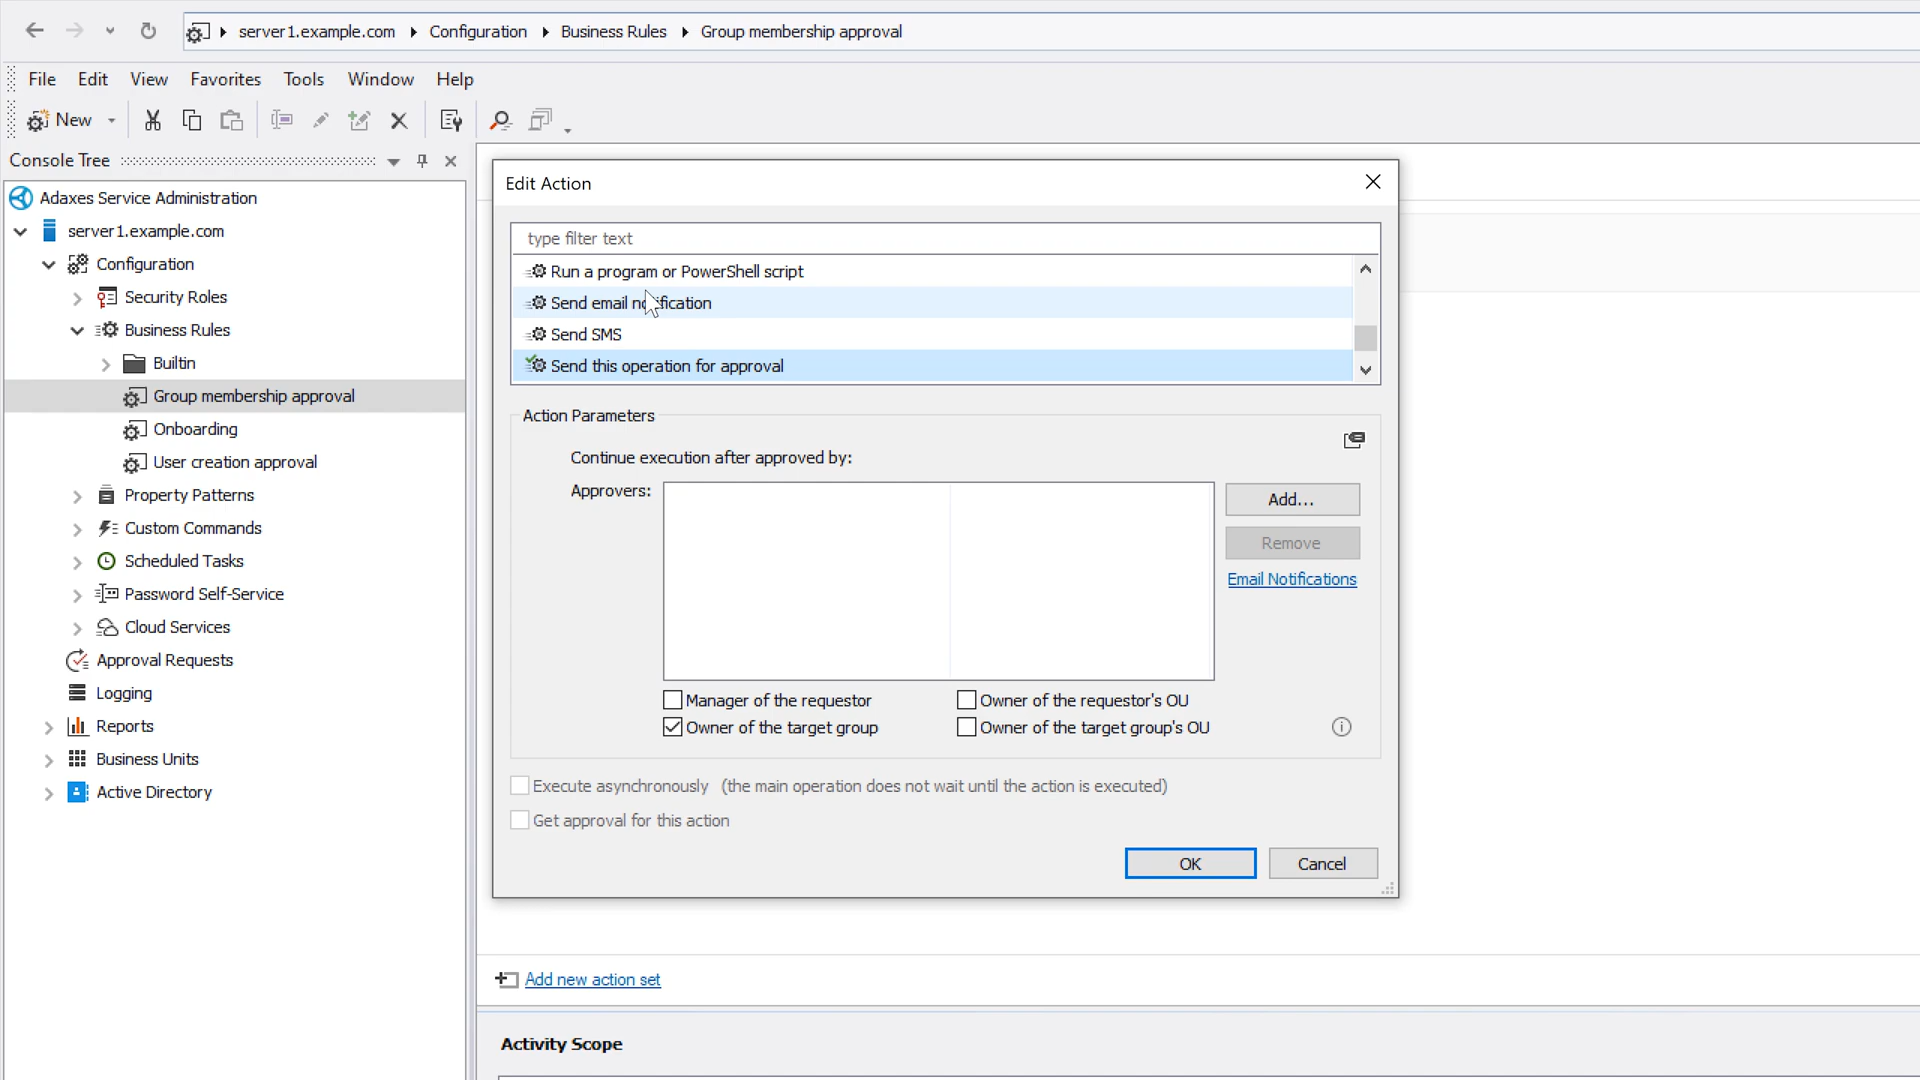 server1.example.com Configuration Business Rules Group membership approval
File Edit View Favorites Tools Window Help
New
Console Tree
Adaxes Service Administration
server1.example.com
Configuration
Security Roles
Business Rules
Builtin
Group membership approval
Onboarding
User creation approval
Property Patterns
Custom Commands
Scheduled Tasks
Password Self-Service
Cloud Services
Approval Requests
Logging
Reports
Business Units
Active Directory
Edit Action
type filter text
Run a program or PowerShell script
Send email notification
Send SMS
Send this operation for approval
Action Parameters
Continue execution after approved by:
Approvers:
Add...
Remove
Email Notifications
Manager of the requestor Owner of the requestor's OU
Owner of the target group Owner of the target group's OU
Execute asynchronously (the main operation does not wait until the action is executed)
Get approval for this action
OK Cancel
Add new action set
Activity Scope